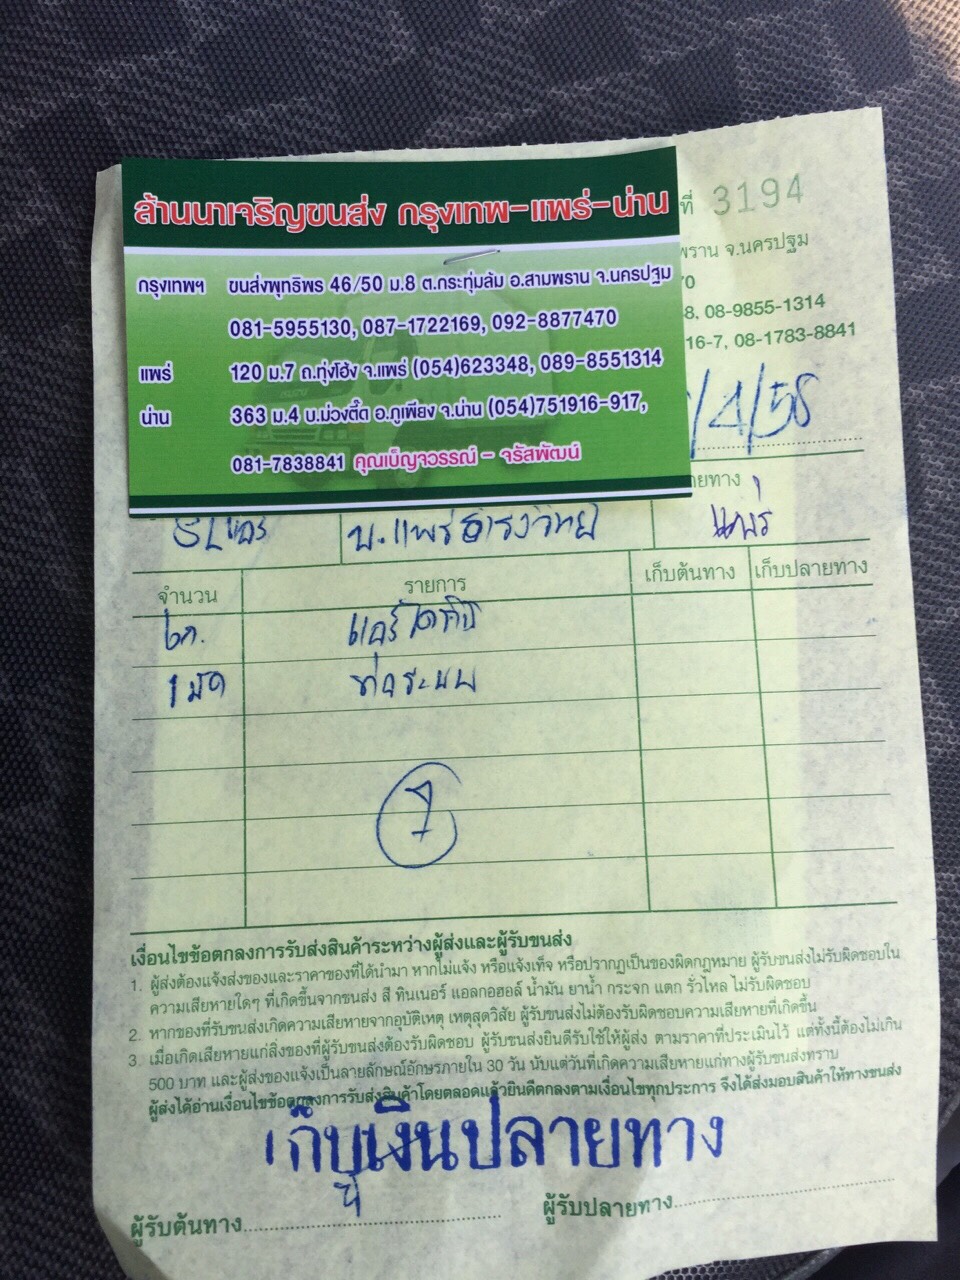 ล้านนาเจริญขนส่ง กรุงเทพ-แพร่-น่าน
ที่ 3194
พราน จ.นครปฐม
กรุงเทพฯ ขนส่งพุทธิพร 46/50 ม.8 ต.กระทุ่มล้ม อ.สามพราน จ.นครปฐม
70
081-5955130, 087-1722169, 092-8877470
8, 08-9855-1314
แพร่ 120 ม.7 ถ.ทุ่งโฮ้ง จ.แพร่ (054)623348, 089-8551314
16-7, 08-1783-8841
น่าน 363 ม.4 บ.ม่วงตึ๊ด อ.ภูเพียง จ.น่าน (054)751916-917,
/4/58
081-7838841 คุณเบ็ญจวรรณ์ - จรัสพัฒน์
ลายทาง
บ.แพร่ธำรงวิทย์ แพร่
จำนวน รายการ เก็บต้นทาง เก็บปลายทาง
6ก. แอร์
1 มัด ท่อ
7
เงื่อนไขข้อตกลงการรับส่งสินค้าระหว่างผู้ส่งและผู้รับขนส่ง
1. ผู้ส่งต้องแจ้งส่งของและราคาของที่ได้นำมา หากไม่แจ้ง หรือแจ้งเท็จ หรือปรากฏเป็นของผิดกฎหมาย ผู้รับขนส่งไม่รับผิดชอบใน
ความเสียหายใดๆ ที่เกิดขึ้นจากขนส่ง สี ทินเนอร์ แอลกอฮอล์ น้ำมัน ยาน้ำ กระจก แตก รั่วไหล ไม่รับผิดชอบ
2. หากของที่รับขนส่งเกิดความเสียหายจากอุบัติเหตุ เหตุสุดวิสัย ผู้รับขนส่งไม่ต้องรับผิดชอบความเสียหายที่เกิดขึ้น
3. เมื่อเกิดเสียหายแก่สิ่งของที่ผู้รับขนส่งต้องรับผิดชอบ ผู้รับขนส่งยินดีรับใช้ให้ผู้ส่ง ตามราคาที่ประเมินไว้ แต่ทั้งนี้ต้องไม่เกิน
500 บาท และผู้ส่งของแจ้งเป็นลายลักษณ์อักษรภายใน 30 วัน นับแต่วันที่เกิดความเสียหายแก่ทางผู้รับขนส่งทราบ
ผู้ส่งได้อ่านเงื่อนไขข้อตกลงการรับส่งสินค้าโดยตลอดแล้วยินดีตกลงตามเงื่อนไขทุกประการ จึงได้ส่งมอบสินค้าให้ทางขนส่ง
เก็บเงินปลายทาง
ผู้รับต้นทาง ผู้รับปลายทาง